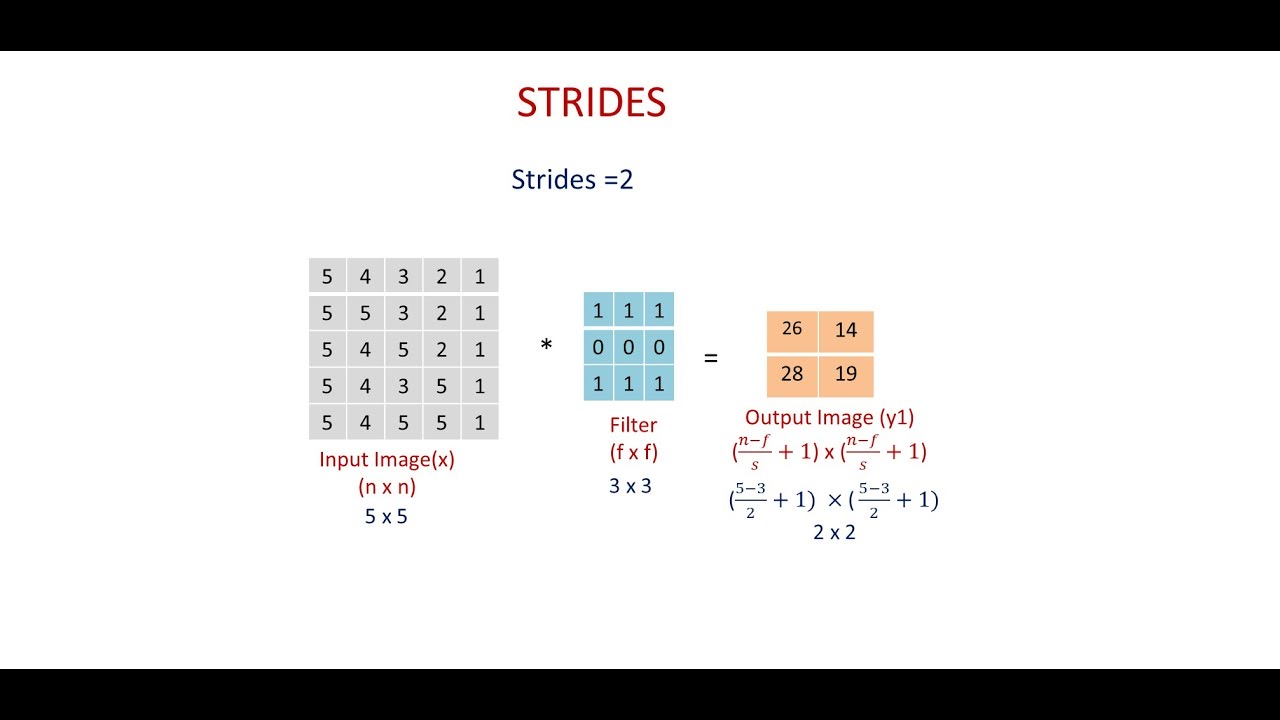 STRIDES
Strides =2
5 4 3 2 1
5 5 3 2 1
5 4 5 2 1
5 4 3 5 1
5 4 5 5 1
Input Image(x)
(n x n)
5 x 5
*
1 1 1
0 0 0
1 1 1
Filter
(f x f)
3 x 3
=
26 14
28 19
Output Image (y1)
(n−f/s + 1) x (n−f/s + 1)
(5−3/2 + 1) × (5−3/2 + 1)
2 x 2